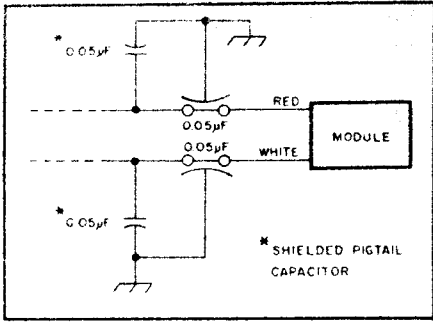 * 0.05µF
RED
0.05µF
0.05µF
MODULE
WHITE
* 0.05µF
* SHIELDED PIGTAIL
CAPACITOR